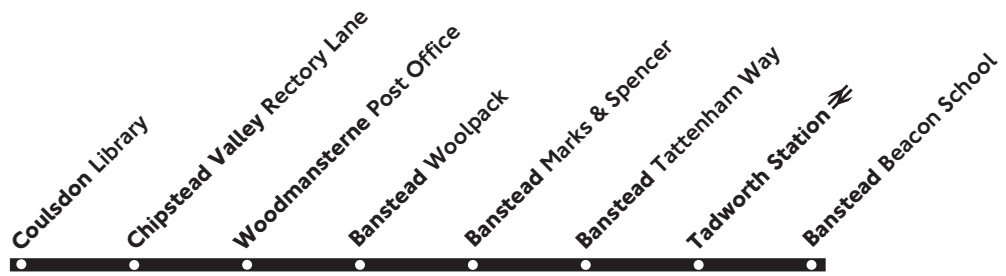 Coulsdon Library
Chipstead Valley Rectory Lane
Woodmansterne Post Office
Banstead Woolpack
Banstead Marks & Spencer
Banstead Tattenham Way
Tadworth Station
Banstead Beacon School